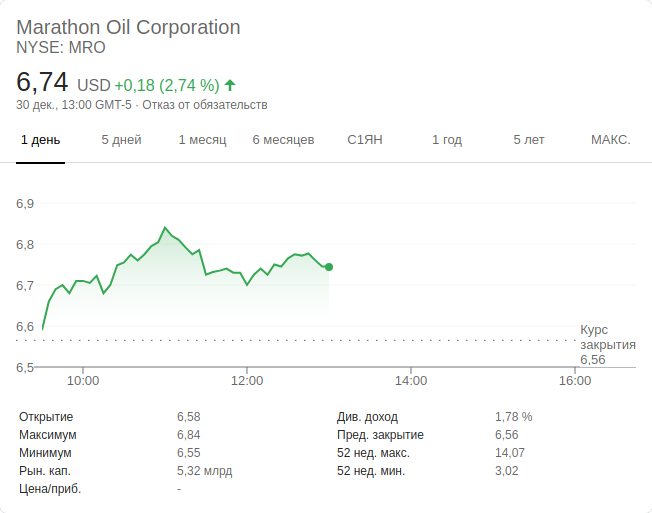 Marathon Oil Corporation
NYSE: MRO
6,74 USD +0,18 (2,74 %)
30 дек., 13:00 GMT-5 · Отказ от обязательств
1 день 5 дней 1 месяц 6 месяцев С1ЯН 1 год 5 лет МАКС.
6,9
6,8
6,7
6,6
6,5
Курс
закрытия
6,56
10:00 12:00 14:00 16:00
Открытие 6,58 Див. доход 1,78 %
Максимум 6,84 Пред. закрытие 6,56
Минимум 6,55 52 нед. макс. 14,07
Рын. кап. 5,32 млрд 52 нед. мин. 3,02
Цена/приб. -